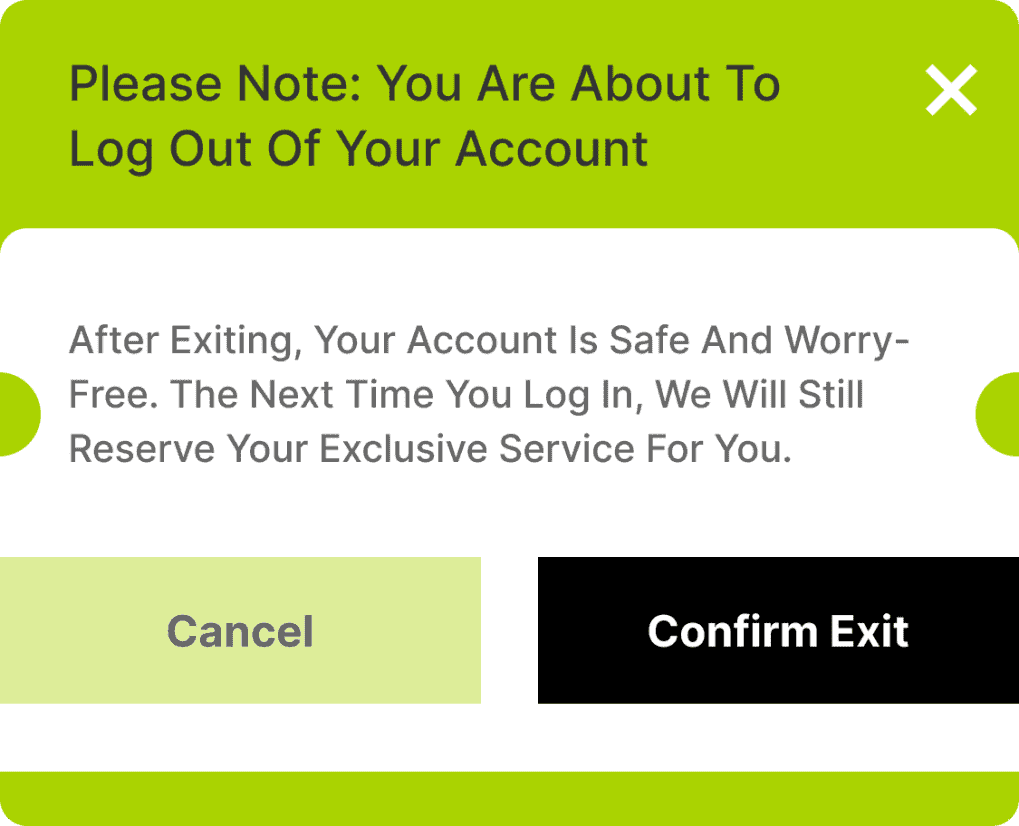 Please Note: You Are About To
Log Out Of Your Account
After Exiting, Your Account Is Safe And Worry-
Free. The Next Time You Log In, We Will Still
Reserve Your Exclusive Service For You.
Cancel
Confirm Exit